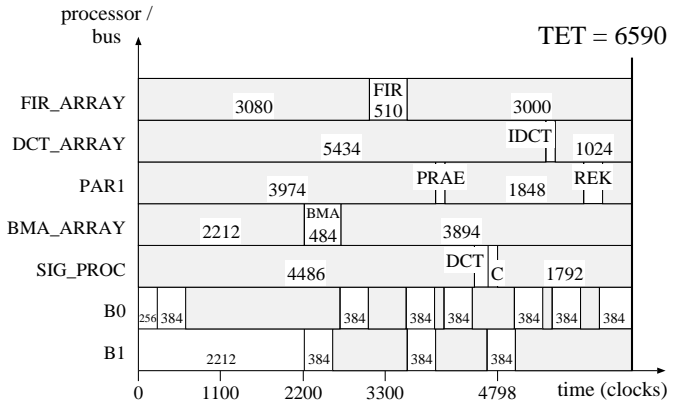 processor /
bus
TET = 6590
FIR_ARRAY 3080 FIR 510 3000
DCT_ARRAY 5434 IDCT 1024
PAR1 3974 PRAE 1848 REK
BMA_ARRAY 2212 BMA 484 3894
SIG_PROC 4486 DCT C 1792
B0 256 384 384 384 384 384 384 384
B1 2212 384 384 384
0 1100 2200 3300 4798 time (clocks)